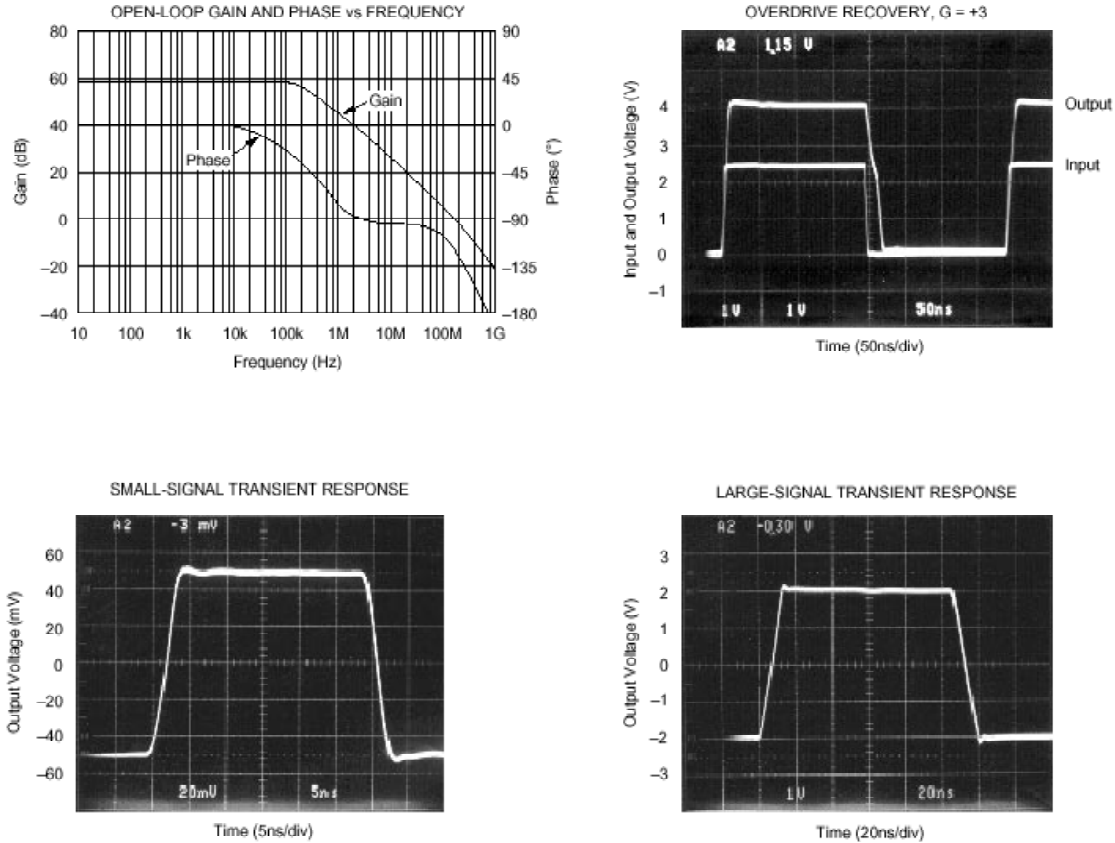 OPEN-LOOP GAIN AND PHASE vs FREQUENCY
80
60
40
20
0
–20
–40
Gain (dB)
90
45
0
–45
–90
–135
–180
Phase (°)
Gain
Phase
10 100 1k 10k 100k 1M 10M 100M 1G
Frequency (Hz)
OVERDRIVE RECOVERY, G = +3
A2 1.15 V
4
3
2
1
0
–1
Input and Output Voltage (V)
Output
Input
1V 1V 50ns
Time (50ns/div)
SMALL-SIGNAL TRANSIENT RESPONSE
A2 -3 mV
60
40
20
0
–20
–40
–60
Output Voltage (mV)
20mV 5ns
Time (5ns/div)
LARGE-SIGNAL TRANSIENT RESPONSE
A2 -0.30 V
3
2
1
0
–1
–2
–3
Output Voltage (V)
1V 20ns
Time (20ns/div)